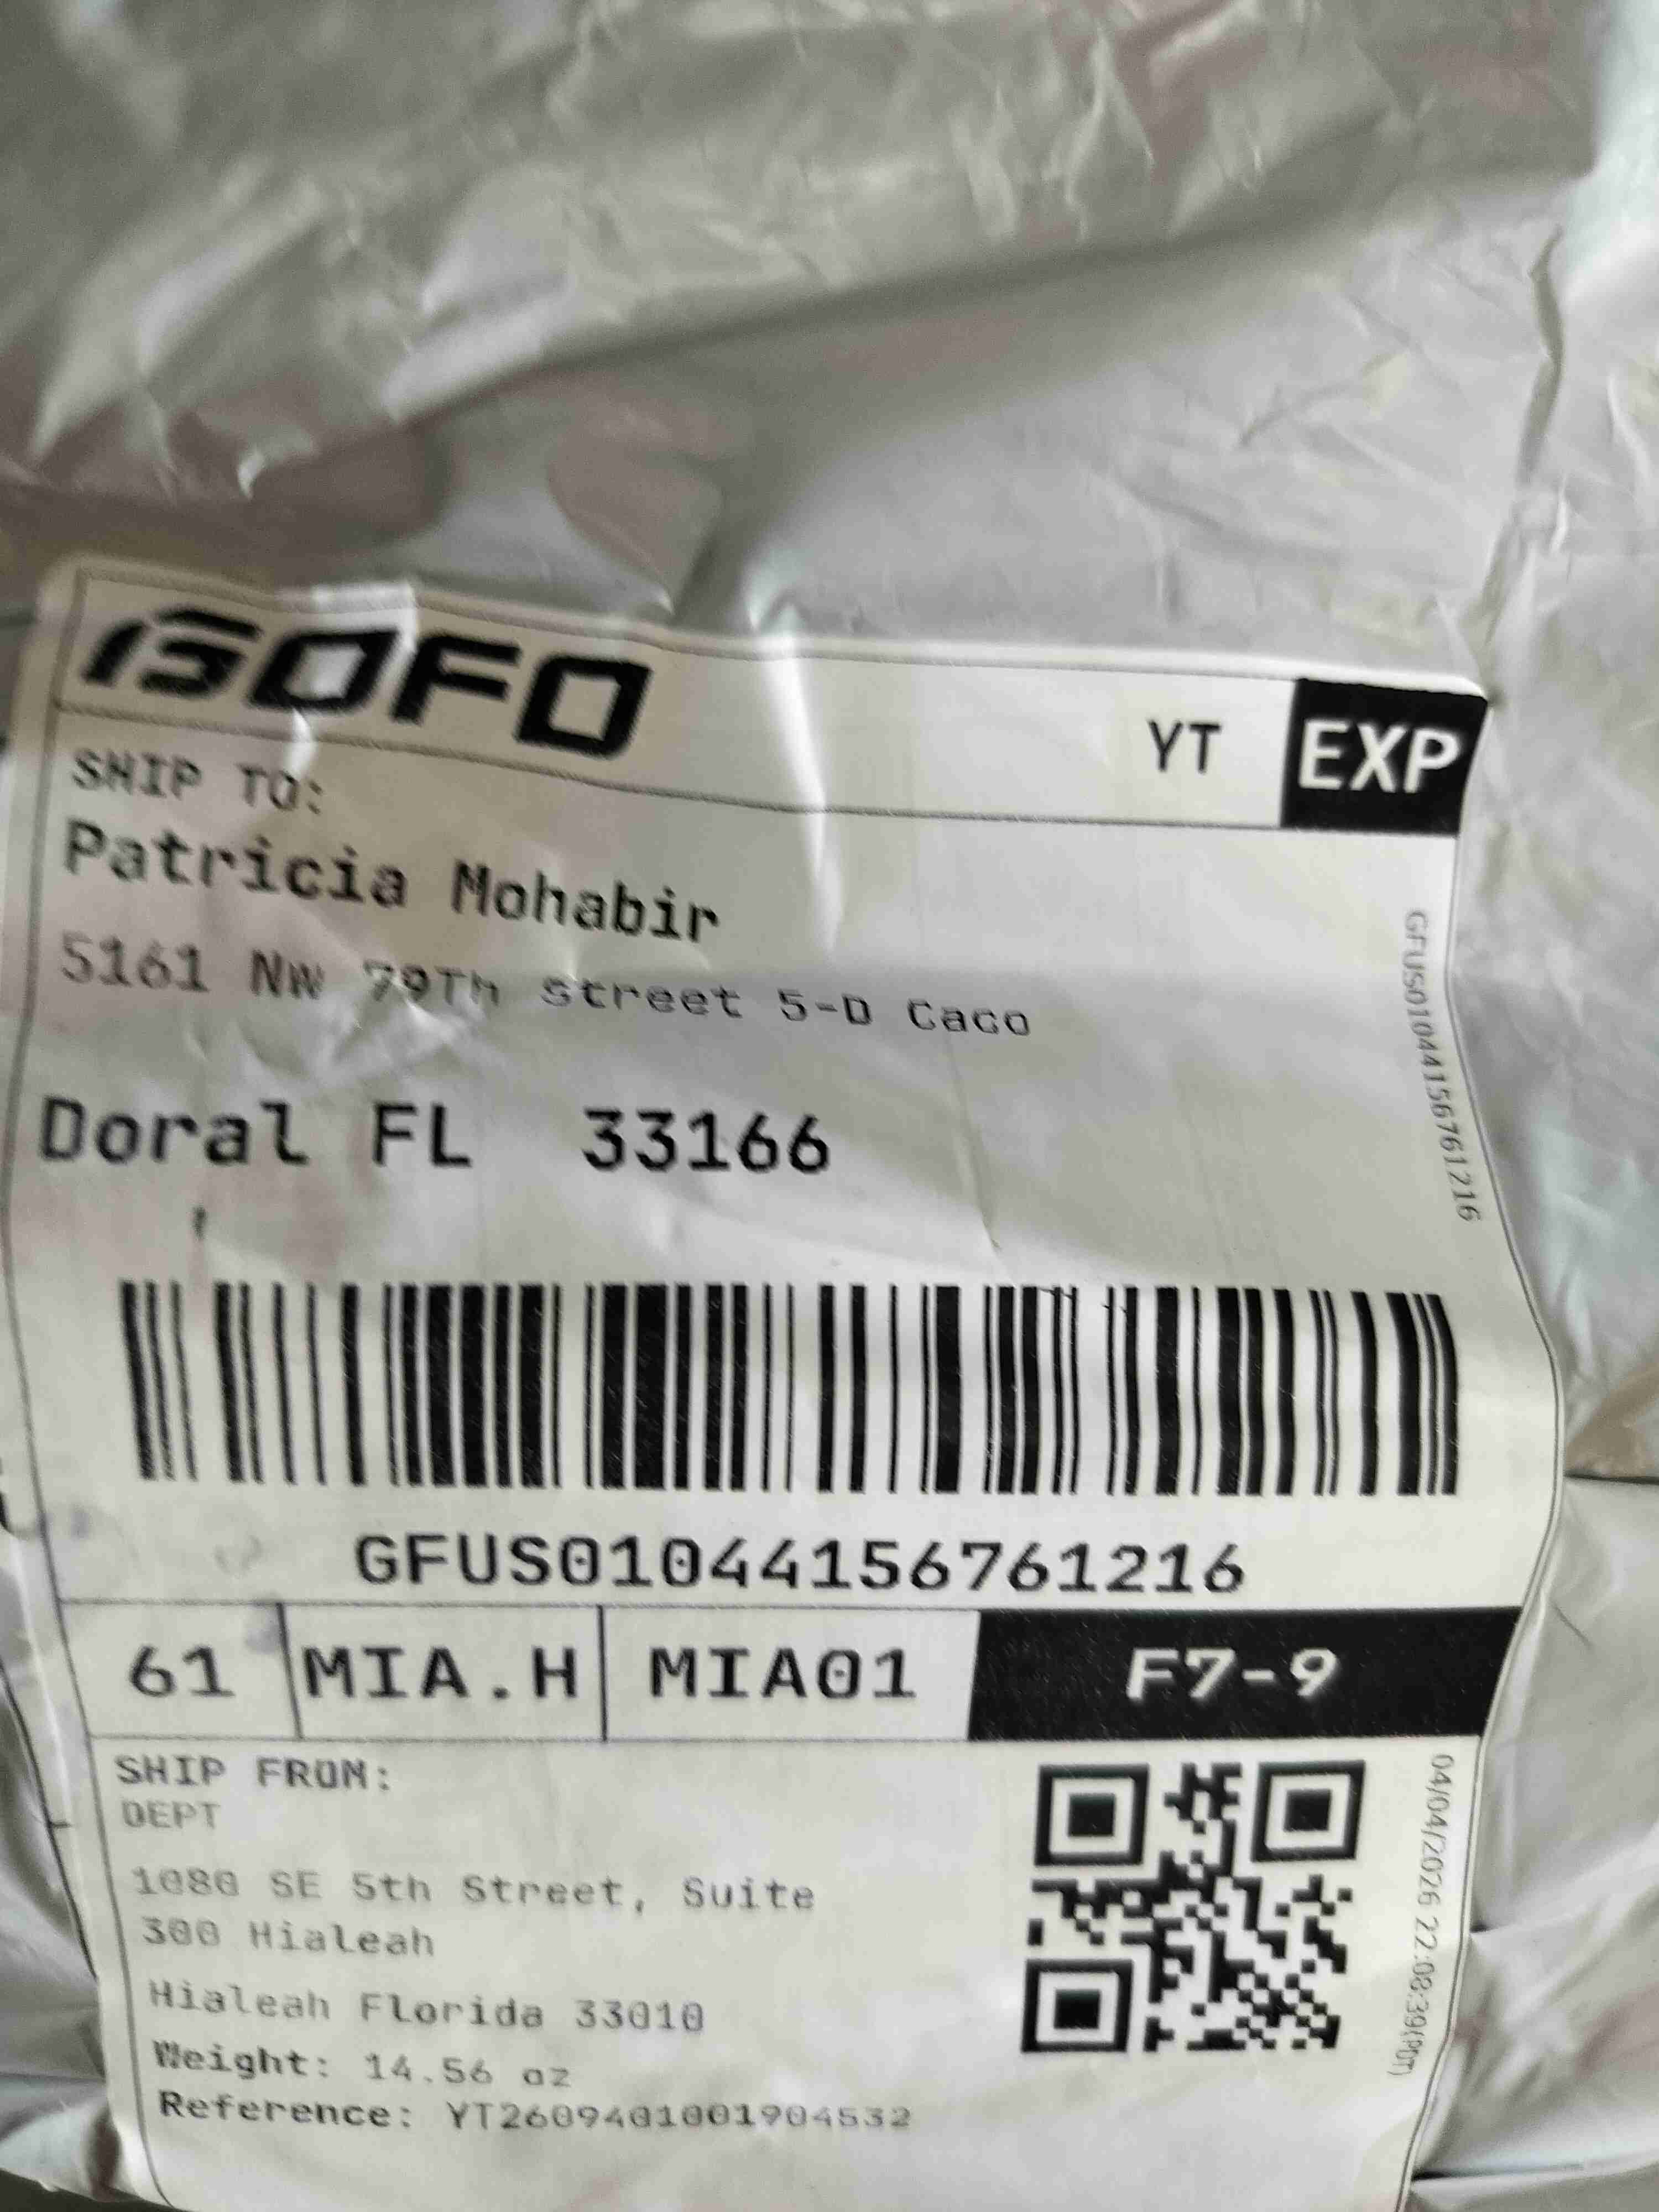 GOFO
YT EXP
SHIP TO:
Patricia Mohabir
5161 Nw 79Th street 5-D Caco
Doral FL 33166
GFUS01044156761216
GFUS01044156761216
61 MIA.H MIA01 F7-9
SHIP FROM:
DEPT
1080 SE 5th Street, Suite
300 Hialeah
Hialeah Florida 33010
Weight: 14.56 oz
Reference: YT2609401001904532
04/04/2026 22:08:39(PDT)